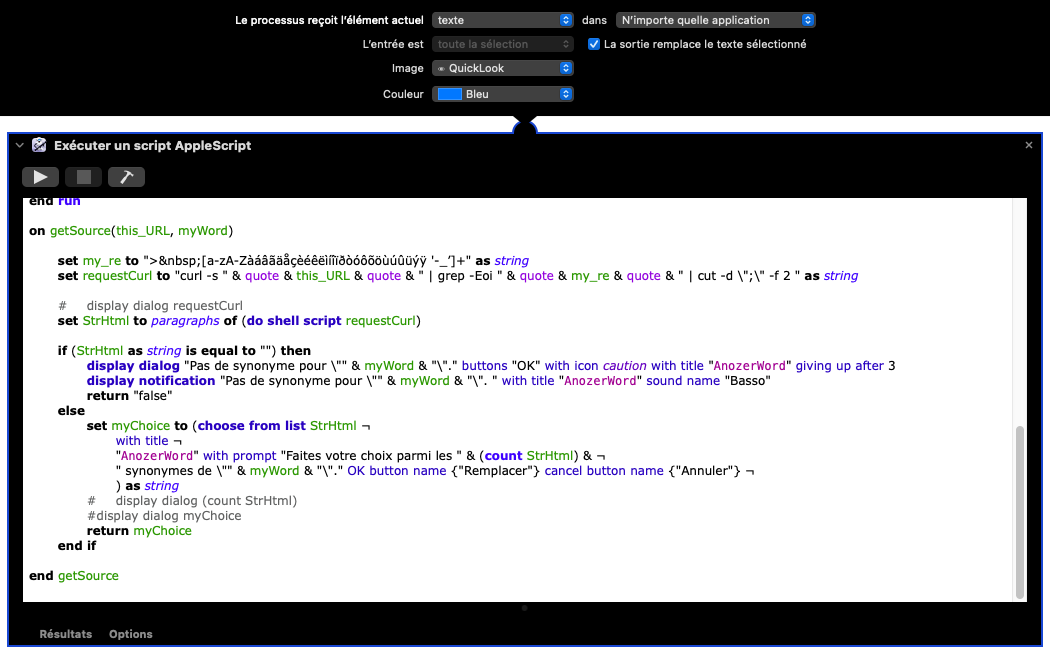 Le processus reçoit l’élément actuel texte dans N’importe quelle application
L’entrée est toute la sélection La sortie remplace le texte sélectionné
Image QuickLook
Couleur Bleu
Exécuter un script AppleScript
end run
on getSource(this_URL, myWord)
set my_re to ">&nbsp;[a-zA-Zàáâãäåçèéêëìíîïðòóôõöùúûüýÿ '-_‘]+" as string
set requestCurl to "curl -s " & quote & this_URL & quote & " | grep -Eoi " & quote & my_re & quote & " | cut -d \";\" -f 2 " as string
# display dialog requestCurl
set StrHtml to paragraphs of (do shell script requestCurl)
if (StrHtml as string is equal to "") then
display dialog "Pas de synonyme pour \"" & myWord & "\"." buttons "OK" with icon caution with title "AnozerWord" giving up after 3
display notification "Pas de synonyme pour \"" & myWord & "\". " with title "AnozerWord" sound name "Basso"
return "false"
else
set myChoice to (choose from list StrHtml ¬
with title ¬
"AnozerWord" with prompt "Faites votre choix parmi les " & (count StrHtml) & ¬
" synonymes de \"" & myWord & "\"." OK button name {"Remplacer"} cancel button name {"Annuler"} ¬
) as string
# display dialog (count StrHtml)
#display dialog myChoice
return myChoice
end if
end getSource
Résultats Options